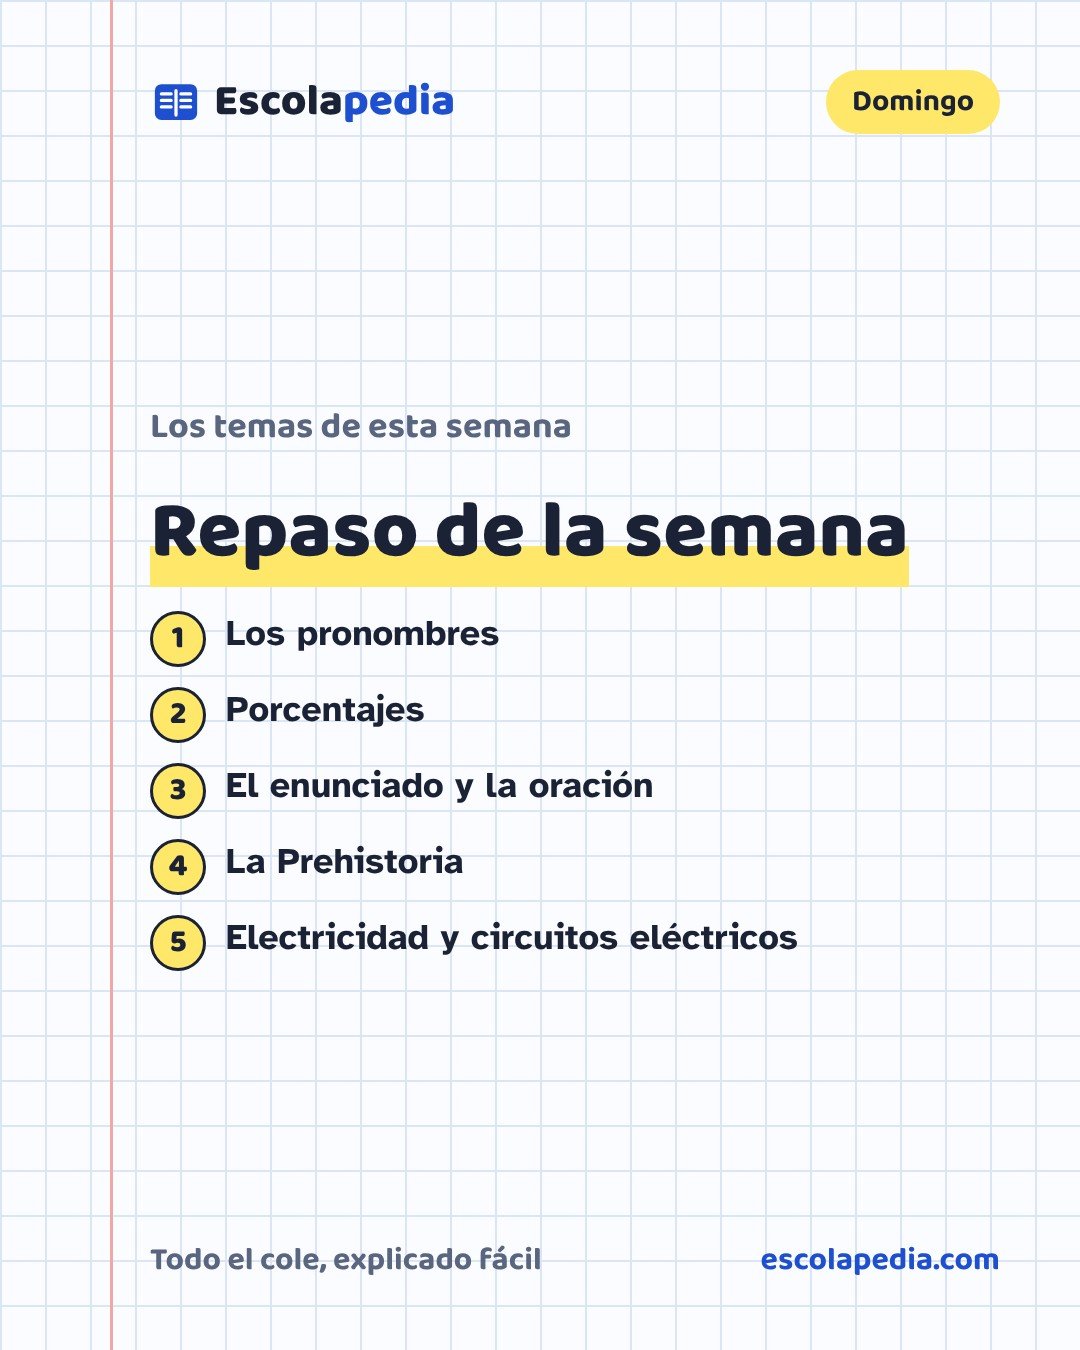 Escolapedia
Domingo
Los temas de esta semana
Repaso de la semana
1 Los pronombres
2 Porcentajes
3 El enunciado y la oración
4 La Prehistoria
5 Electricidad y circuitos eléctricos
Todo el cole, explicado fácil
escolapedia.com